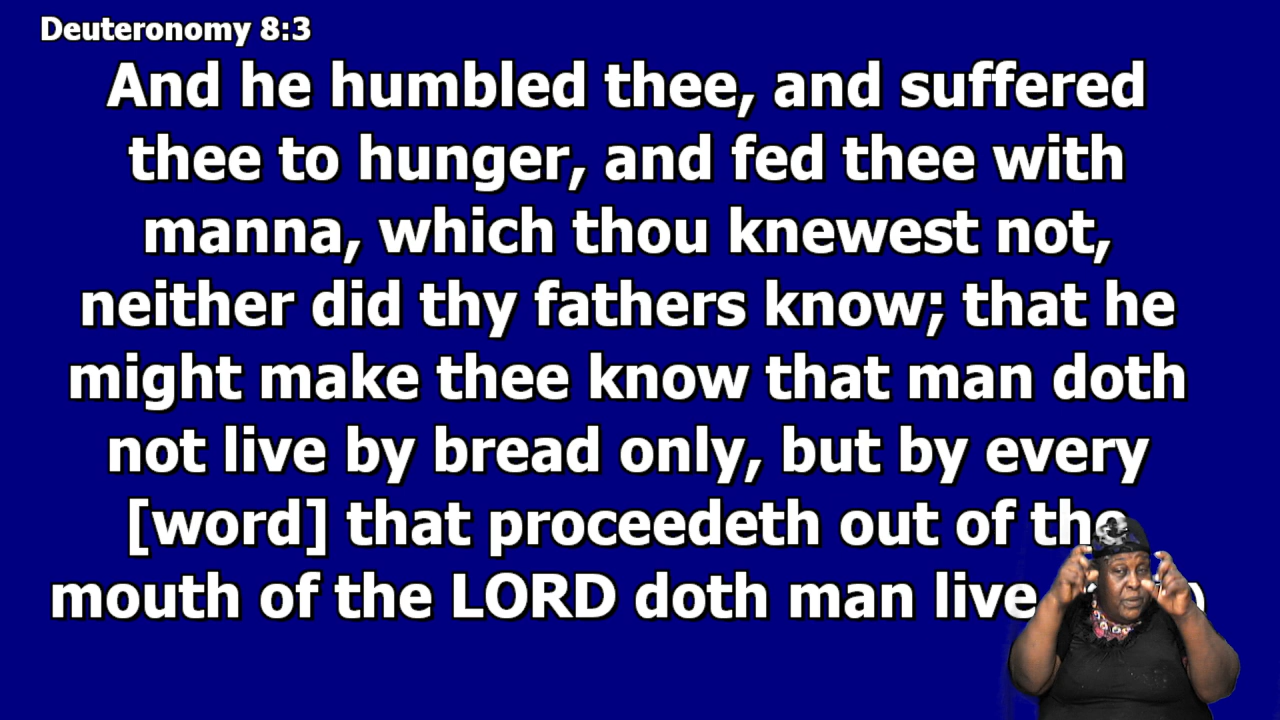 Deuteronomy 8:3
And he humbled thee, and suffered
thee to hunger, and fed thee with
manna, which thou knewest not,
neither did thy fathers know; that he
might make thee know that man doth
not live by bread only, but by every
[word] that proceedeth out of the
mouth of the LORD doth man live